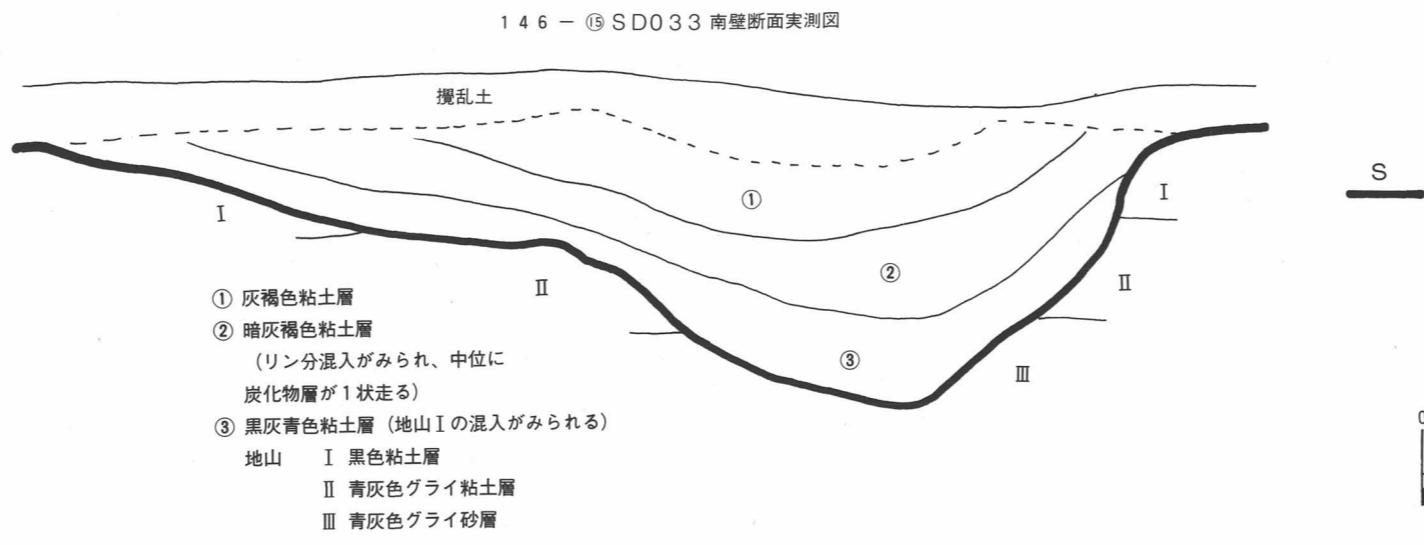 146－⑮SD033南壁断面実測図
攪乱土
S
①
Ⅰ
Ⅰ
②
Ⅱ
Ⅱ
③
Ⅲ
① 灰褐色粘土層
② 暗灰褐色粘土層
（リン分混入がみられ、中位に
炭化物層が1状走る）
③ 黒灰青色粘土層（地山Ⅰの混入がみられる）
地山 Ⅰ 黒色粘土層
Ⅱ 青灰色グライ粘土層
Ⅲ 青灰色グライ砂層
0